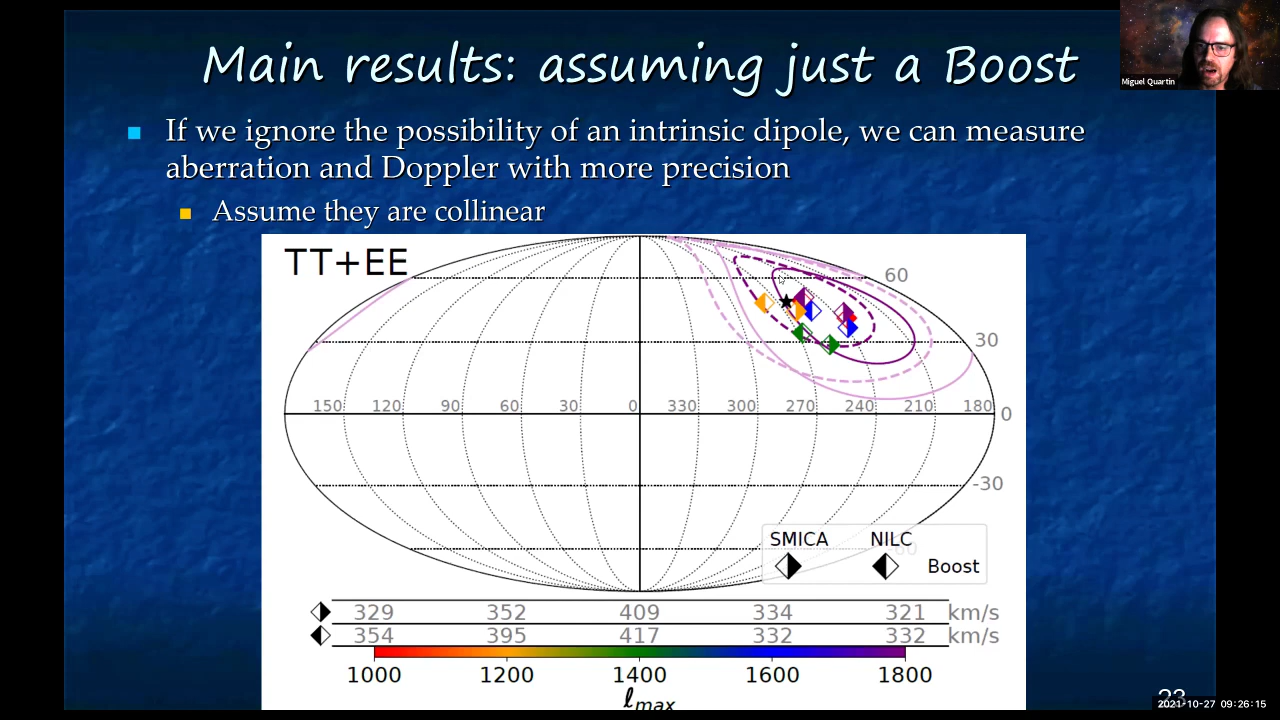 Main results: assuming just a Boost
Miguel Quartin
If we ignore the possibility of an intrinsic dipole, we can measure
aberration and Doppler with more precision
Assume they are collinear
TT+EE
60
30
150 120 90 60 30 0 330 300 270 240 210 180 0
-30
-60
SMICA NILC
Boost
329 352 409 334 321 km/s
354 395 417 332 332 km/s
1000 1200 1400 1600 1800
ℓmax
23
2021-10-27 09:26:15